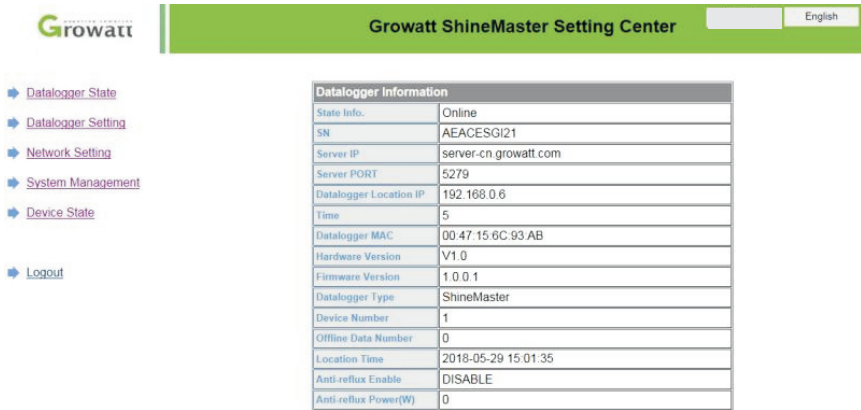 Growatt
Growatt ShineMaster Setting Center
English
Datalogger State
Datalogger Setting
Network Setting
System Management
Device State
Logout
Datalogger Information
State Info. Online
SN AEACESGI21
Server IP server-cn.growatt.com
Server PORT 5279
Datalogger Location IP 192.168.0.6
Time 5
Datalogger MAC 00:47:15:6C:93:AB
Hardware Version V1.0
Firmware Version 1.0.0.1
Datalogger Type ShineMaster
Device Number 1
Offline Data Number 0
Location Time 2018-05-29 15:01:35
Anti-reflux Enable DISABLE
Anti-reflux Power(W) 0